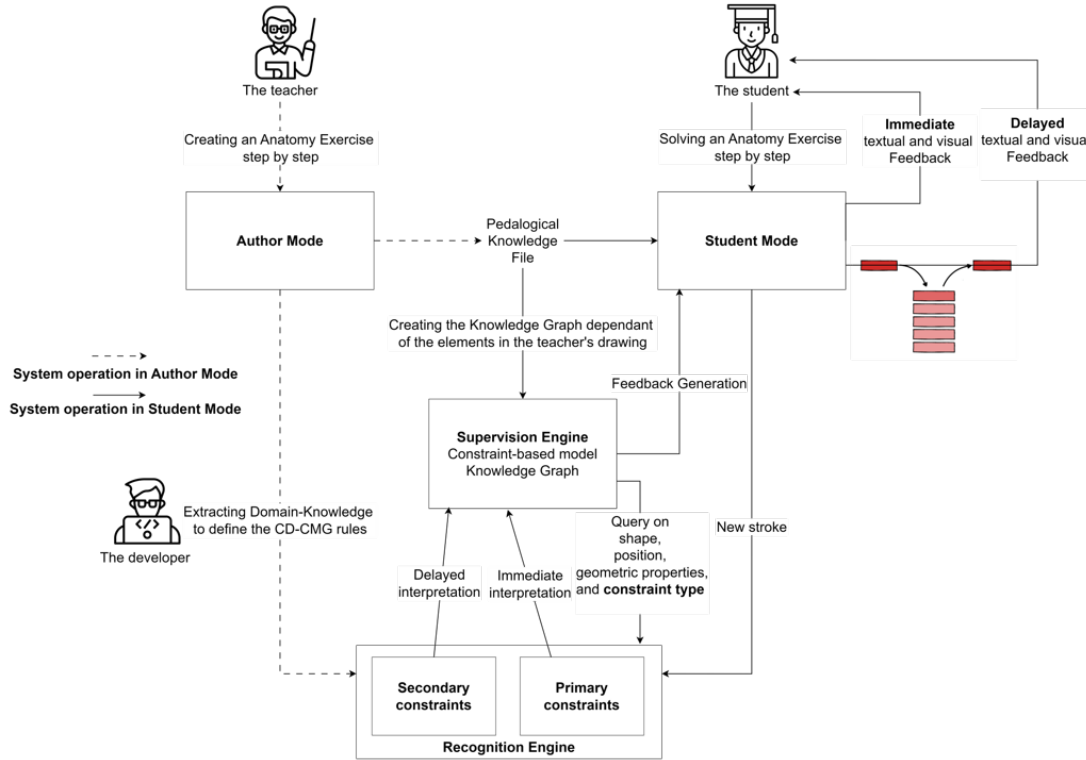 The teacher
The student
Creating an Anatomy Exercise
step by step
Solving an Anatomy Exercise
step by step
Immediate
textual and visual
Feedback
Delayed
textual and visual
Feedback
Author Mode
Pedalogical
Knowledge
File
Student Mode
Creating the Knowledge Graph dependant
of the elements in the teacher's drawing
System operation in Author Mode
System operation in Student Mode
Feedback Generation
Supervision Engine
Constraint-based model
Knowledge Graph
The developer
Extracting Domain-Knowledge
to define the CD-CMG rules
Query on
shape,
position,
geometric properties,
and constraint type
New stroke
Delayed
interpretation
Immediate
interpretation
Secondary
constraints
Primary
constraints
Recognition Engine